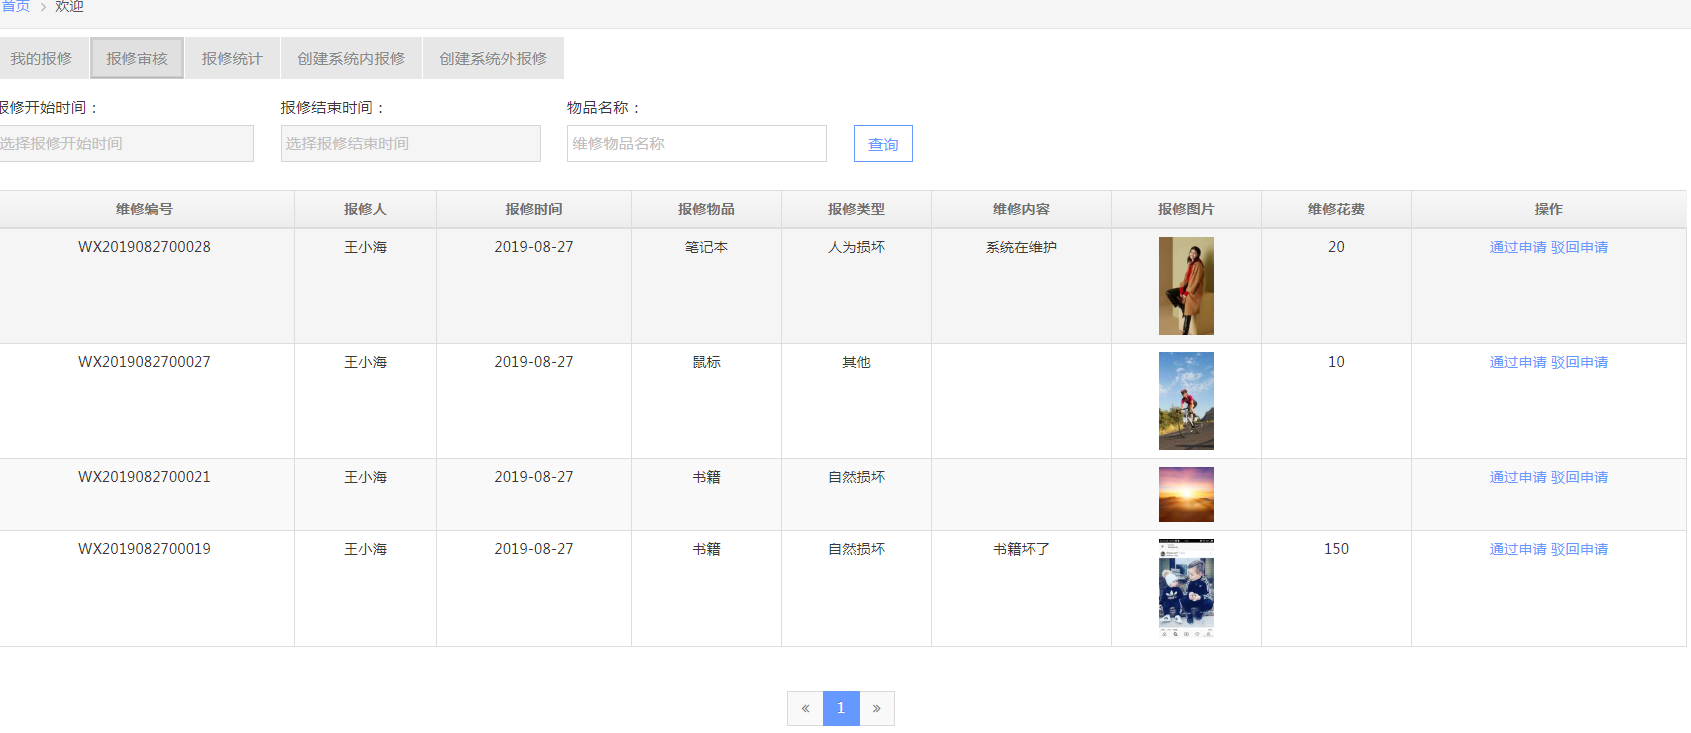 首页 > 欢迎
我的报修 报修审核 报修统计 创建系统内报修 创建系统外报修
报修开始时间： 报修结束时间： 物品名称：
选择报修开始时间 选择报修结束时间 维修物品名称 查询
维修编号 报修人 报修时间 报修物品 报修类型 维修内容 报修图片 维修花费 操作
WX2019082700028 王小海 2019-08-27 笔记本 人为损坏 系统在维护 20 通过申请 驳回申请
WX2019082700027 王小海 2019-08-27 鼠标 其他 10 通过申请 驳回申请
WX2019082700021 王小海 2019-08-27 书籍 自然损坏 通过申请 驳回申请
WX2019082700019 王小海 2019-08-27 书籍 自然损坏 书籍坏了 150 通过申请 驳回申请
« 1 »